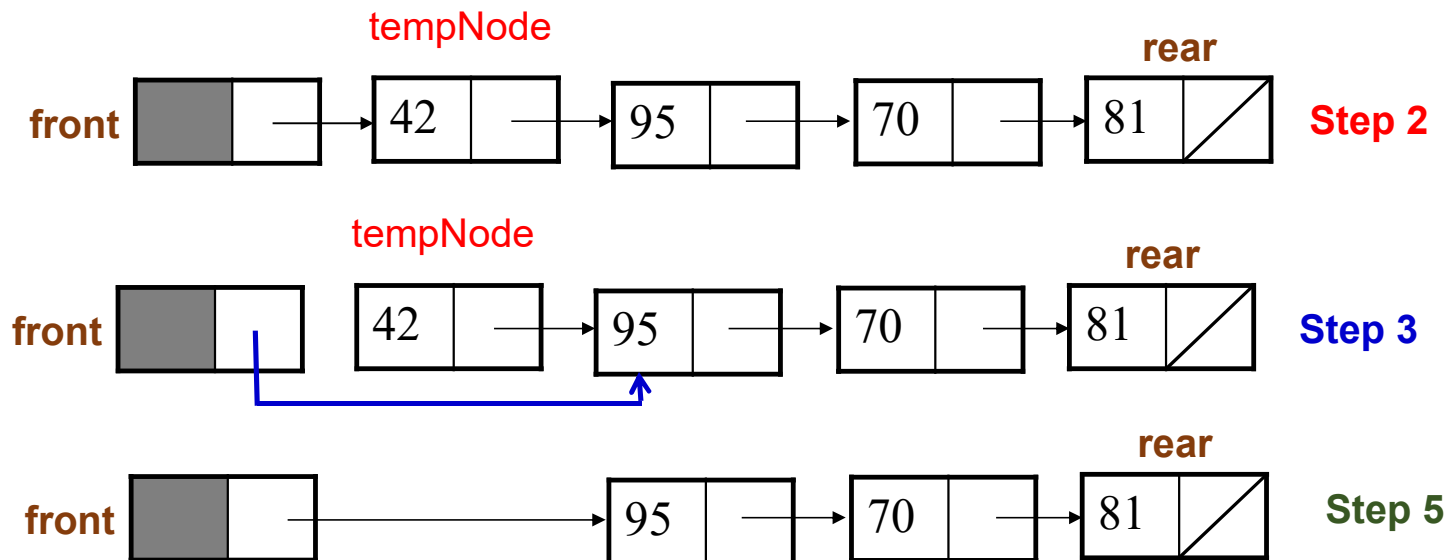 tempNode
rear
front 42 95 70 81 Step 2
tempNode
rear
front 42 95 70 81 Step 3
rear
front 95 70 81 Step 5